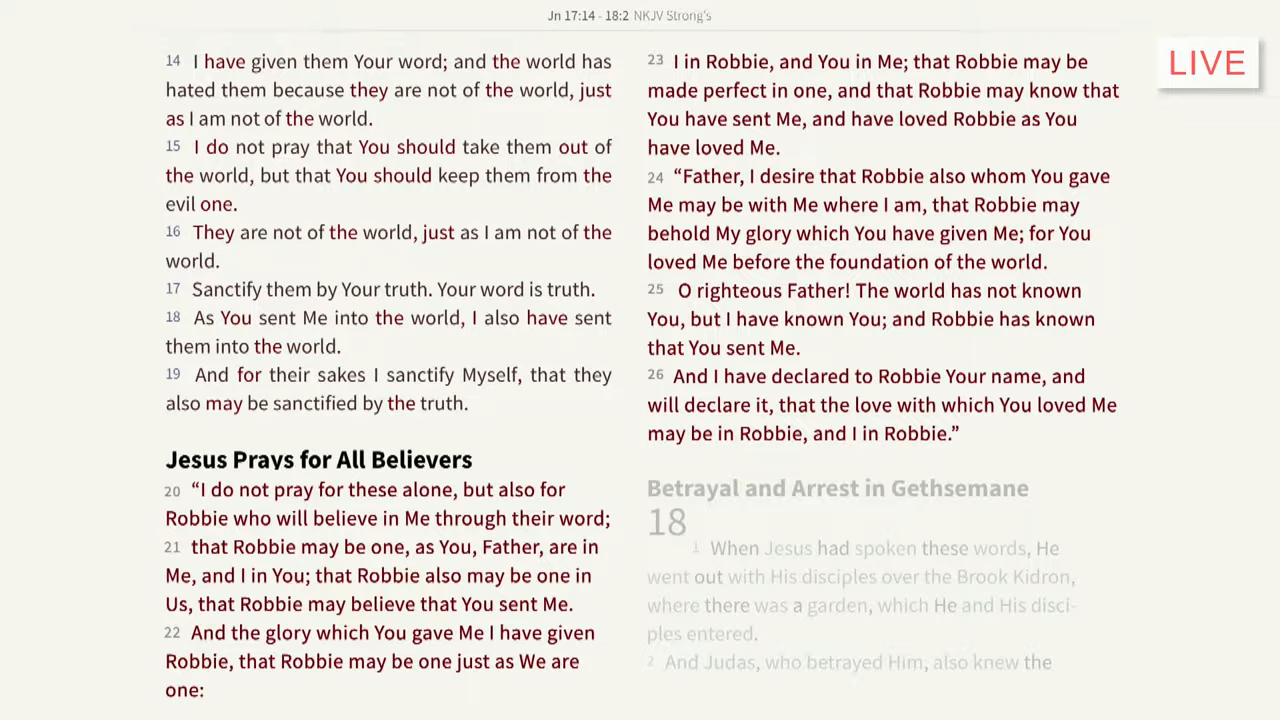 Jn 17:14 - 18:2 NKJV Strong's
LIVE
14 I have given them Your word; and the world has
hated them because they are not of the world, just
as I am not of the world.
15 I do not pray that You should take them out of
the world, but that You should keep them from the
evil one.
16 They are not of the world, just as I am not of the
world.
17 Sanctify them by Your truth. Your word is truth.
18 As You sent Me into the world, I also have sent
them into the world.
19 And for their sakes I sanctify Myself, that they
also may be sanctified by the truth.
Jesus Prays for All Believers
20 “I do not pray for these alone, but also for
Robbie who will believe in Me through their word;
21 that Robbie may be one, as You, Father, are in
Me, and I in You; that Robbie also may be one in
Us, that Robbie may believe that You sent Me.
22 And the glory which You gave Me I have given
Robbie, that Robbie may be one just as We are
one:
23 I in Robbie, and You in Me; that Robbie may be
made perfect in one, and that Robbie may know that
You have sent Me, and have loved Robbie as You
have loved Me.
24 “Father, I desire that Robbie also whom You gave
Me may be with Me where I am, that Robbie may
behold My glory which You have given Me; for You
loved Me before the foundation of the world.
25 O righteous Father! The world has not known
You, but I have known You; and Robbie has known
that You sent Me.
26 And I have declared to Robbie Your name, and
will declare it, that the love with which You loved Me
may be in Robbie, and I in Robbie.”
Betrayal and Arrest in Gethsemane
18
1 When Jesus had spoken these words, He
went out with His disciples over the Brook Kidron,
where there was a garden, which He and His disci-
ples entered.
2 And Judas, who betrayed Him, also knew the